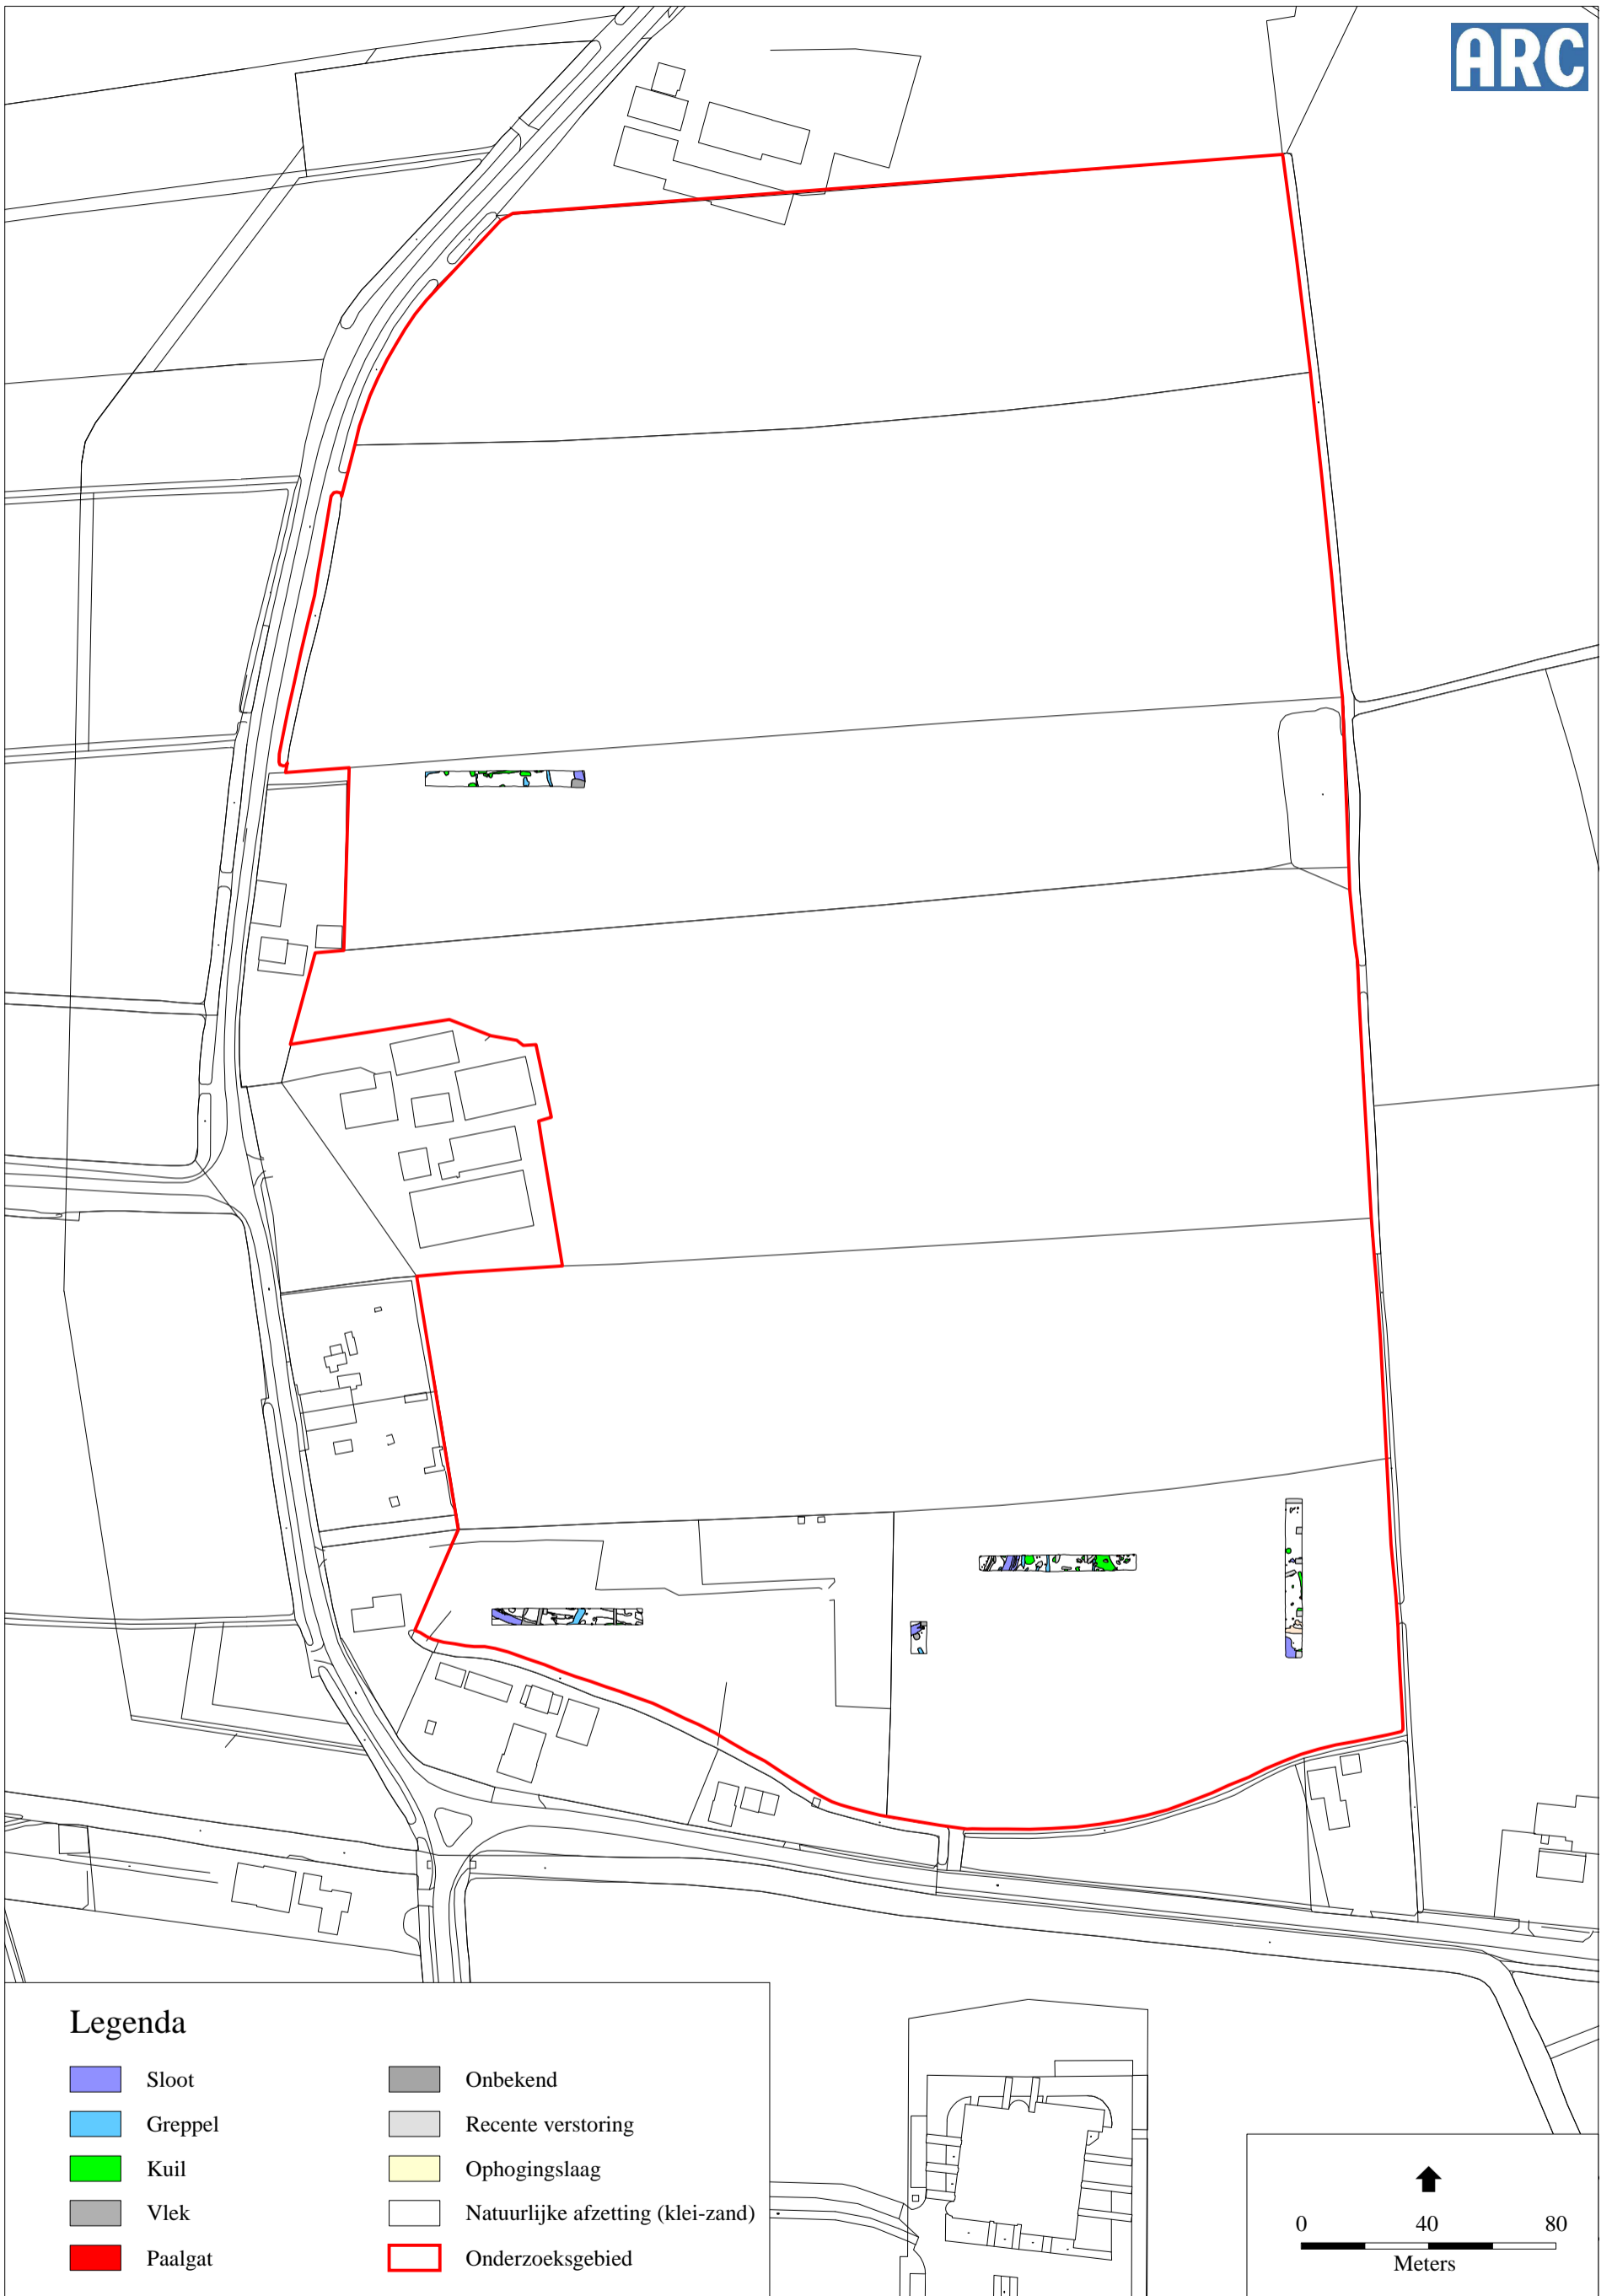 ARC
Legenda
Sloot
Greppel
Kuil
Vlek
Paalgat
Onbekend
Recente verstoring
Ophogingslaag
Natuurlijke afzetting (klei-zand)
Onderzoeksgebied
0 40 80
Meters